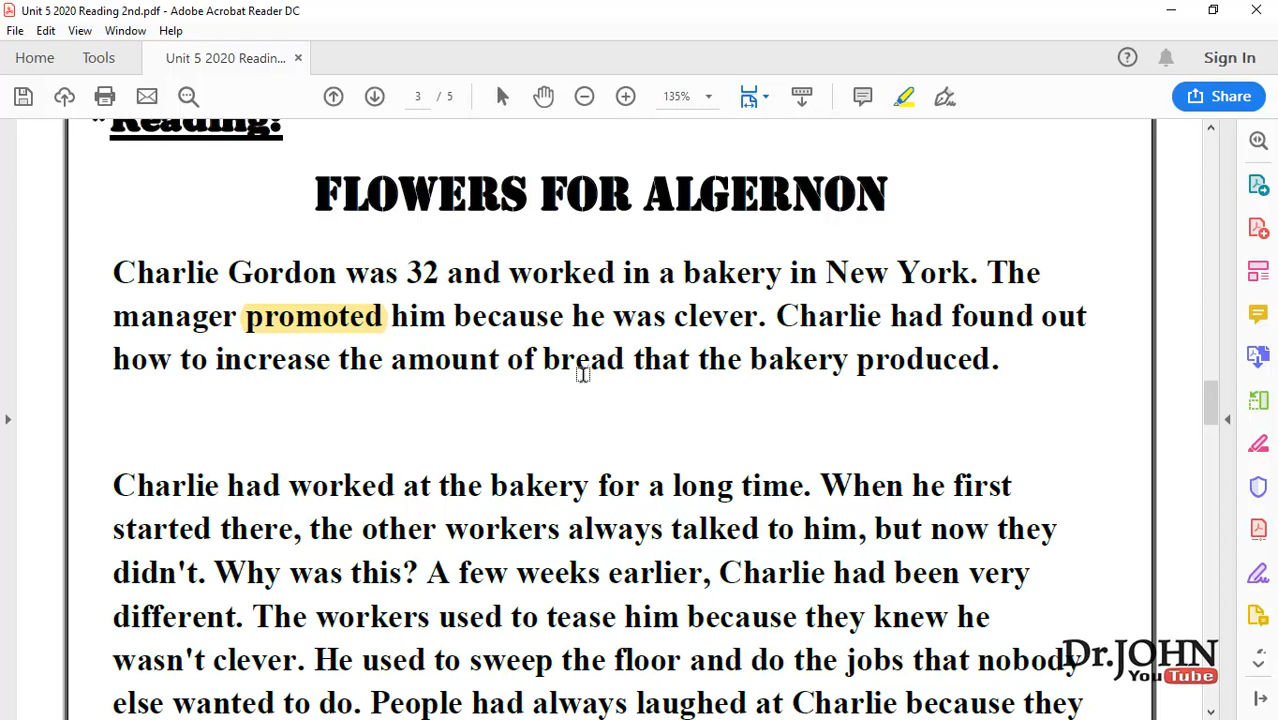 Unit 5 2020 Reading 2nd.pdf - Adobe Acrobat Reader DC
File Edit View Window Help
Home Tools Unit 5 2020 Readin... × Sign In
3 / 5 135% Share
"Reading:
FLOWERS FOR ALGERNON
Charlie Gordon was 32 and worked in a bakery in New York. The
manager promoted him because he was clever. Charlie had found out
how to increase the amount of bread that the bakery produced.
Charlie had worked at the bakery for a long time. When he first
started there, the other workers always talked to him, but now they
didn't. Why was this? A few weeks earlier, Charlie had been very
different. The workers used to tease him because they knew he
wasn't clever. He used to sweep the floor and do the jobs that nobody
else wanted to do. People had always laughed at Charlie because they
Dr.JOHN
YouTube